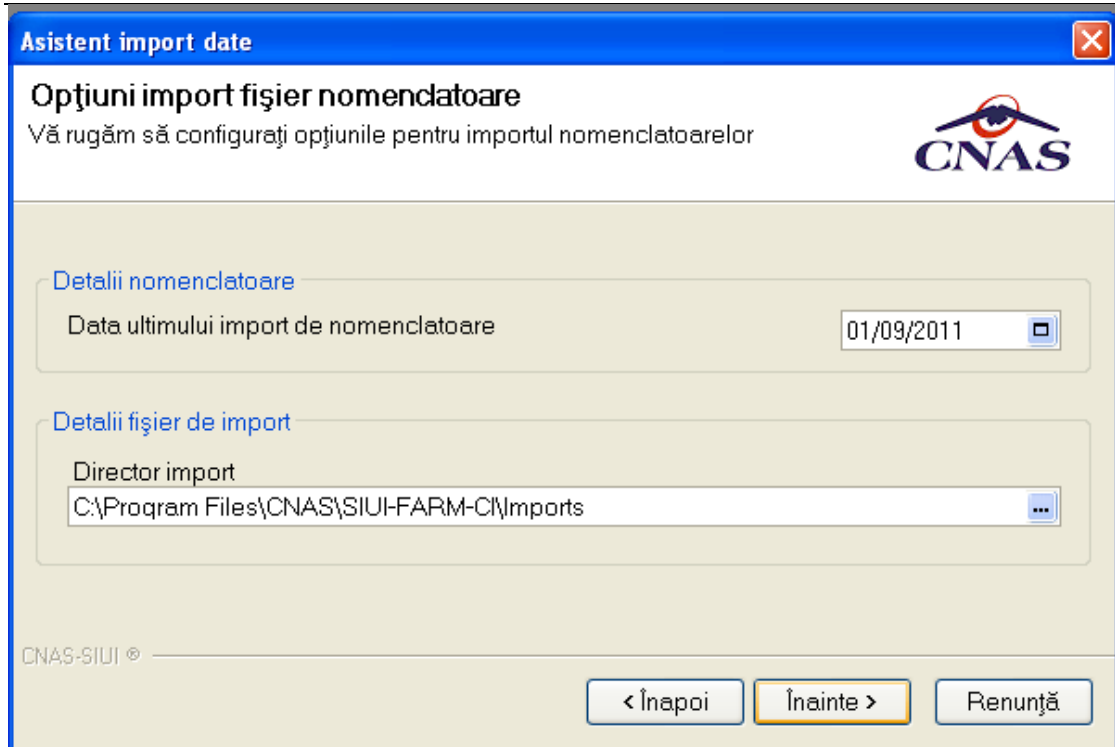 Asistent import date
Opţiuni import fişier nomenclatoare
Vă rugăm să configuraţi opţiunile pentru importul nomenclatoarelor
CNAS
Detalii nomenclatoare
Data ultimului import de nomenclatoare
01/09/2011
Detalii fişier de import
Director import
C:\Program Files\CNAS\SIUI-FARM-CI\Imports
...
CNAS-SIUI ®
< Înapoi
Înainte >
Renunţă